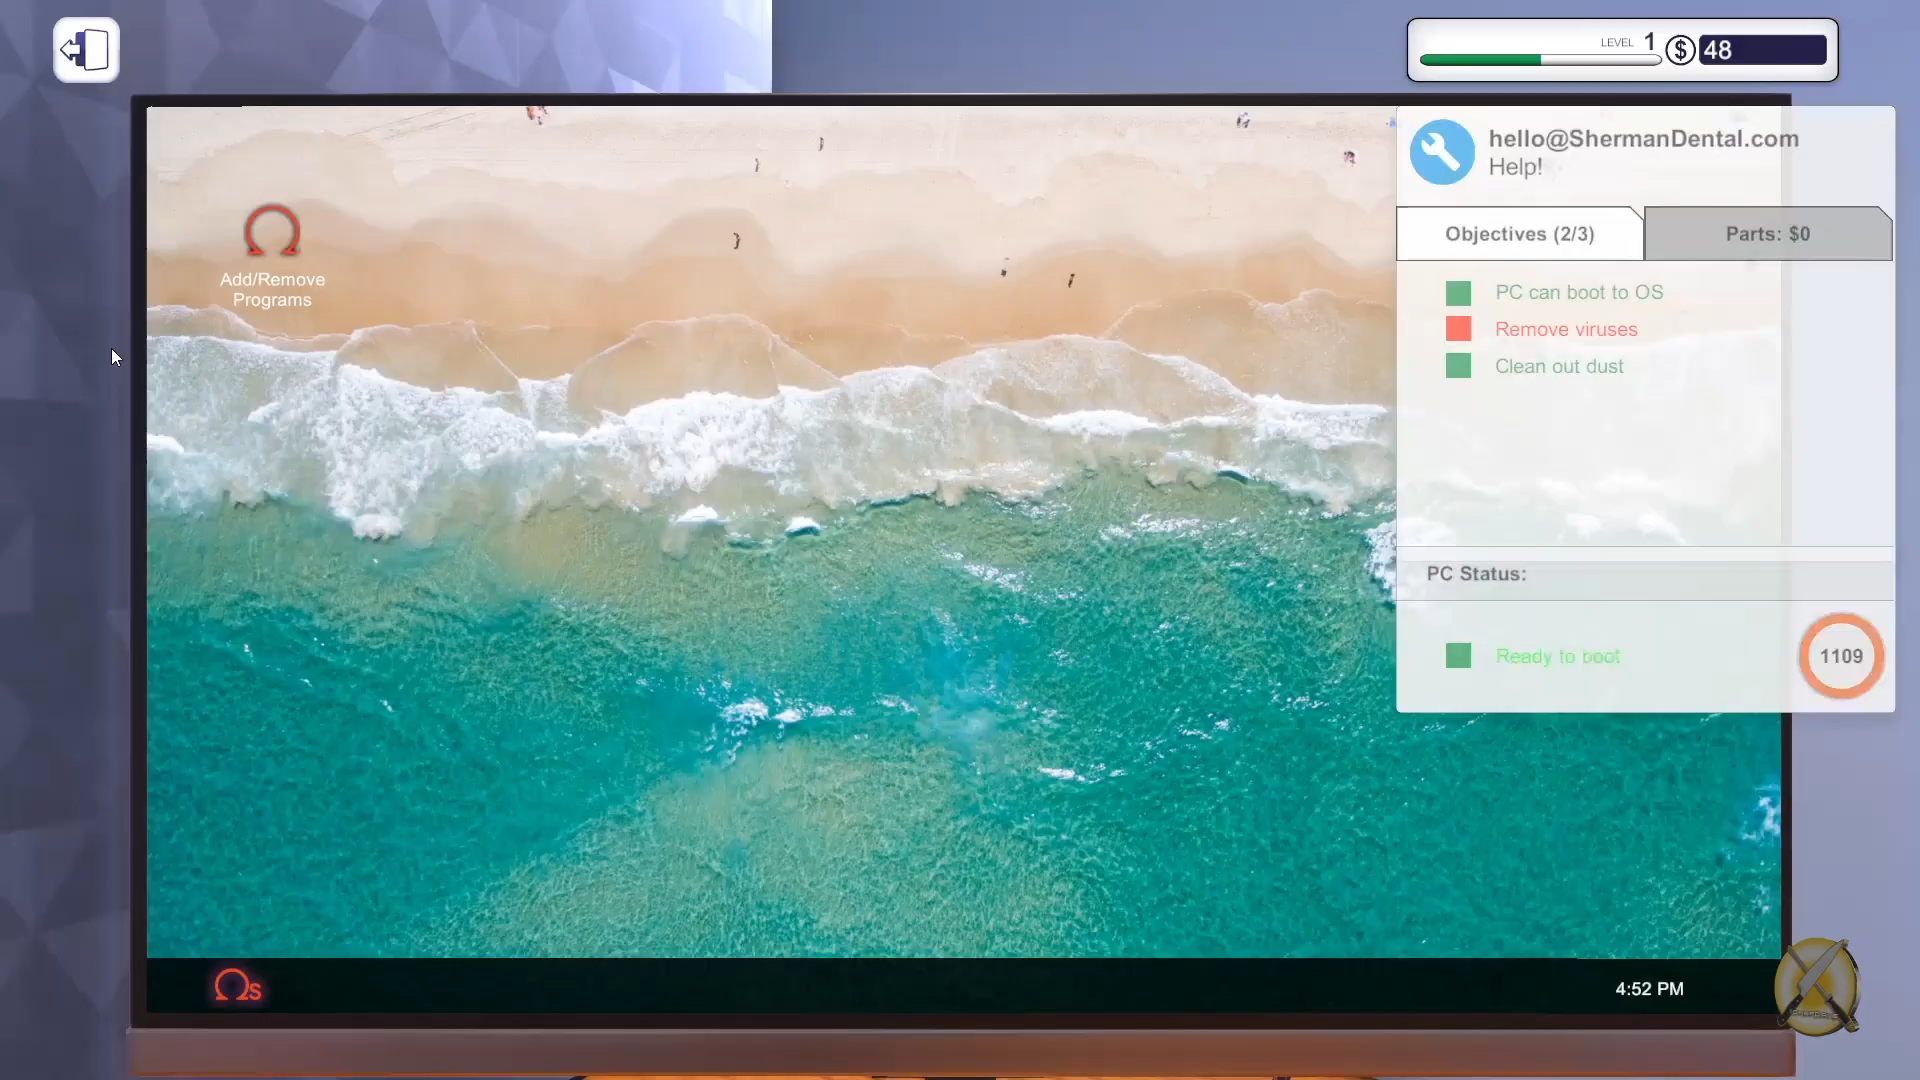 LEVEL 1 $ 48
hello@ShermanDental.com
Help!
Objectives (2/3)
Parts: $0
Add/Remove
Programs
PC can boot to OS
Remove viruses
Clean out dust
PC Status:
Ready to boot
1109
Ωs
4:52 PM